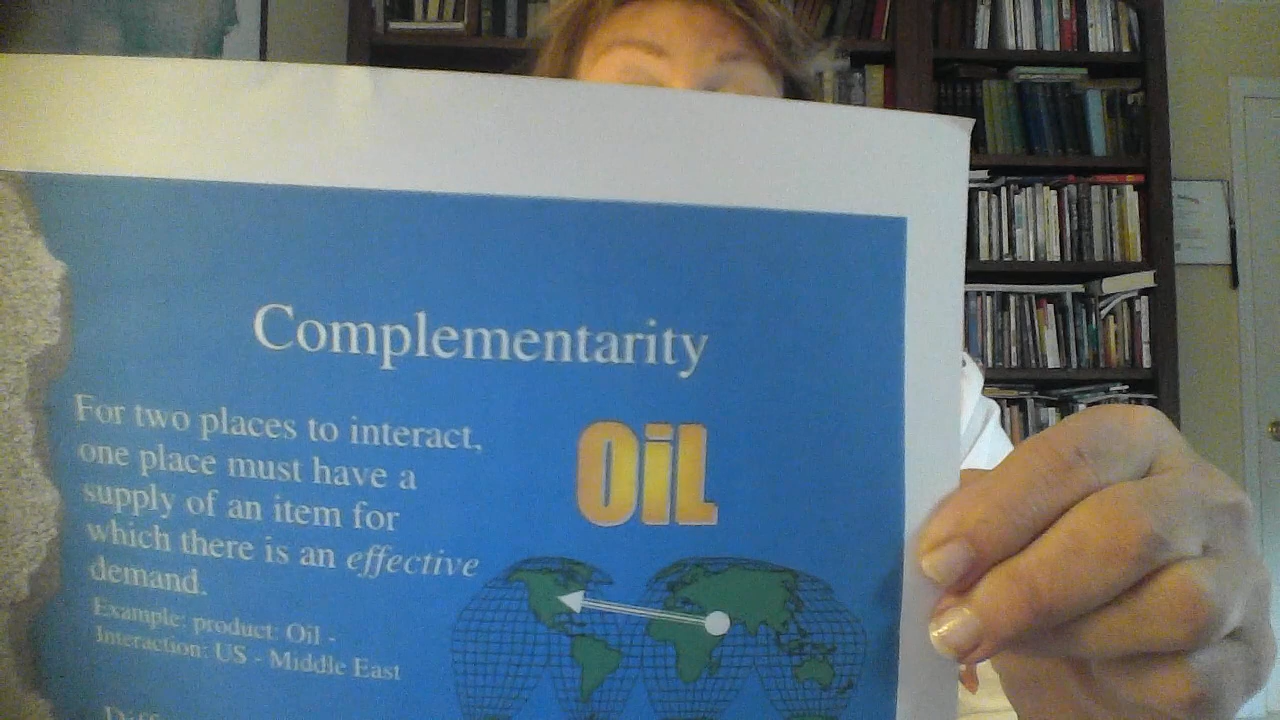 Complementarity
For two places to interact,
one place must have a
supply of an item for
which there is an effective
demand.
Example: product: Oil -
Interaction: US - Middle East
OiL